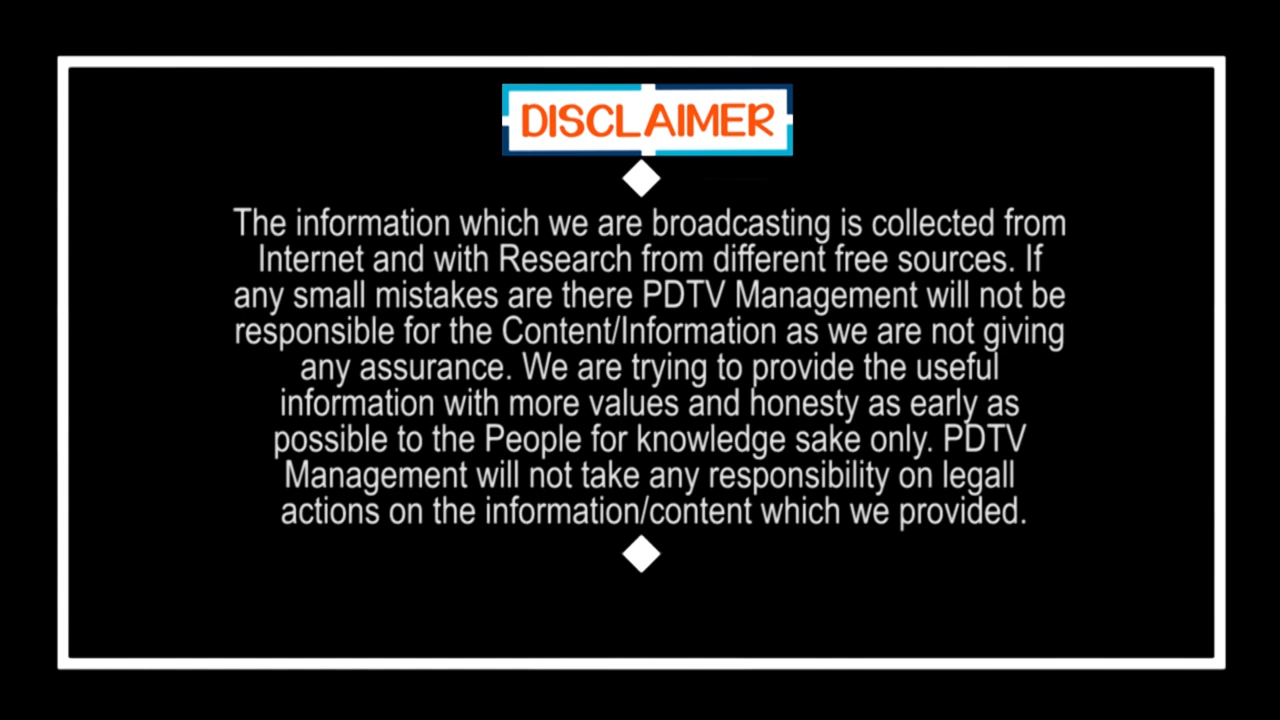 DISCLAIMER
The information which we are broadcasting is collected from
Internet and with Research from different free sources. If
any small mistakes are there PDTV Management will not be
responsible for the Content/Information as we are not giving
any assurance. We are trying to provide the useful
information with more values and honesty as early as
possible to the People for knowledge sake only. PDTV
Management will not take any responsibility on legall
actions on the information/content which we provided.